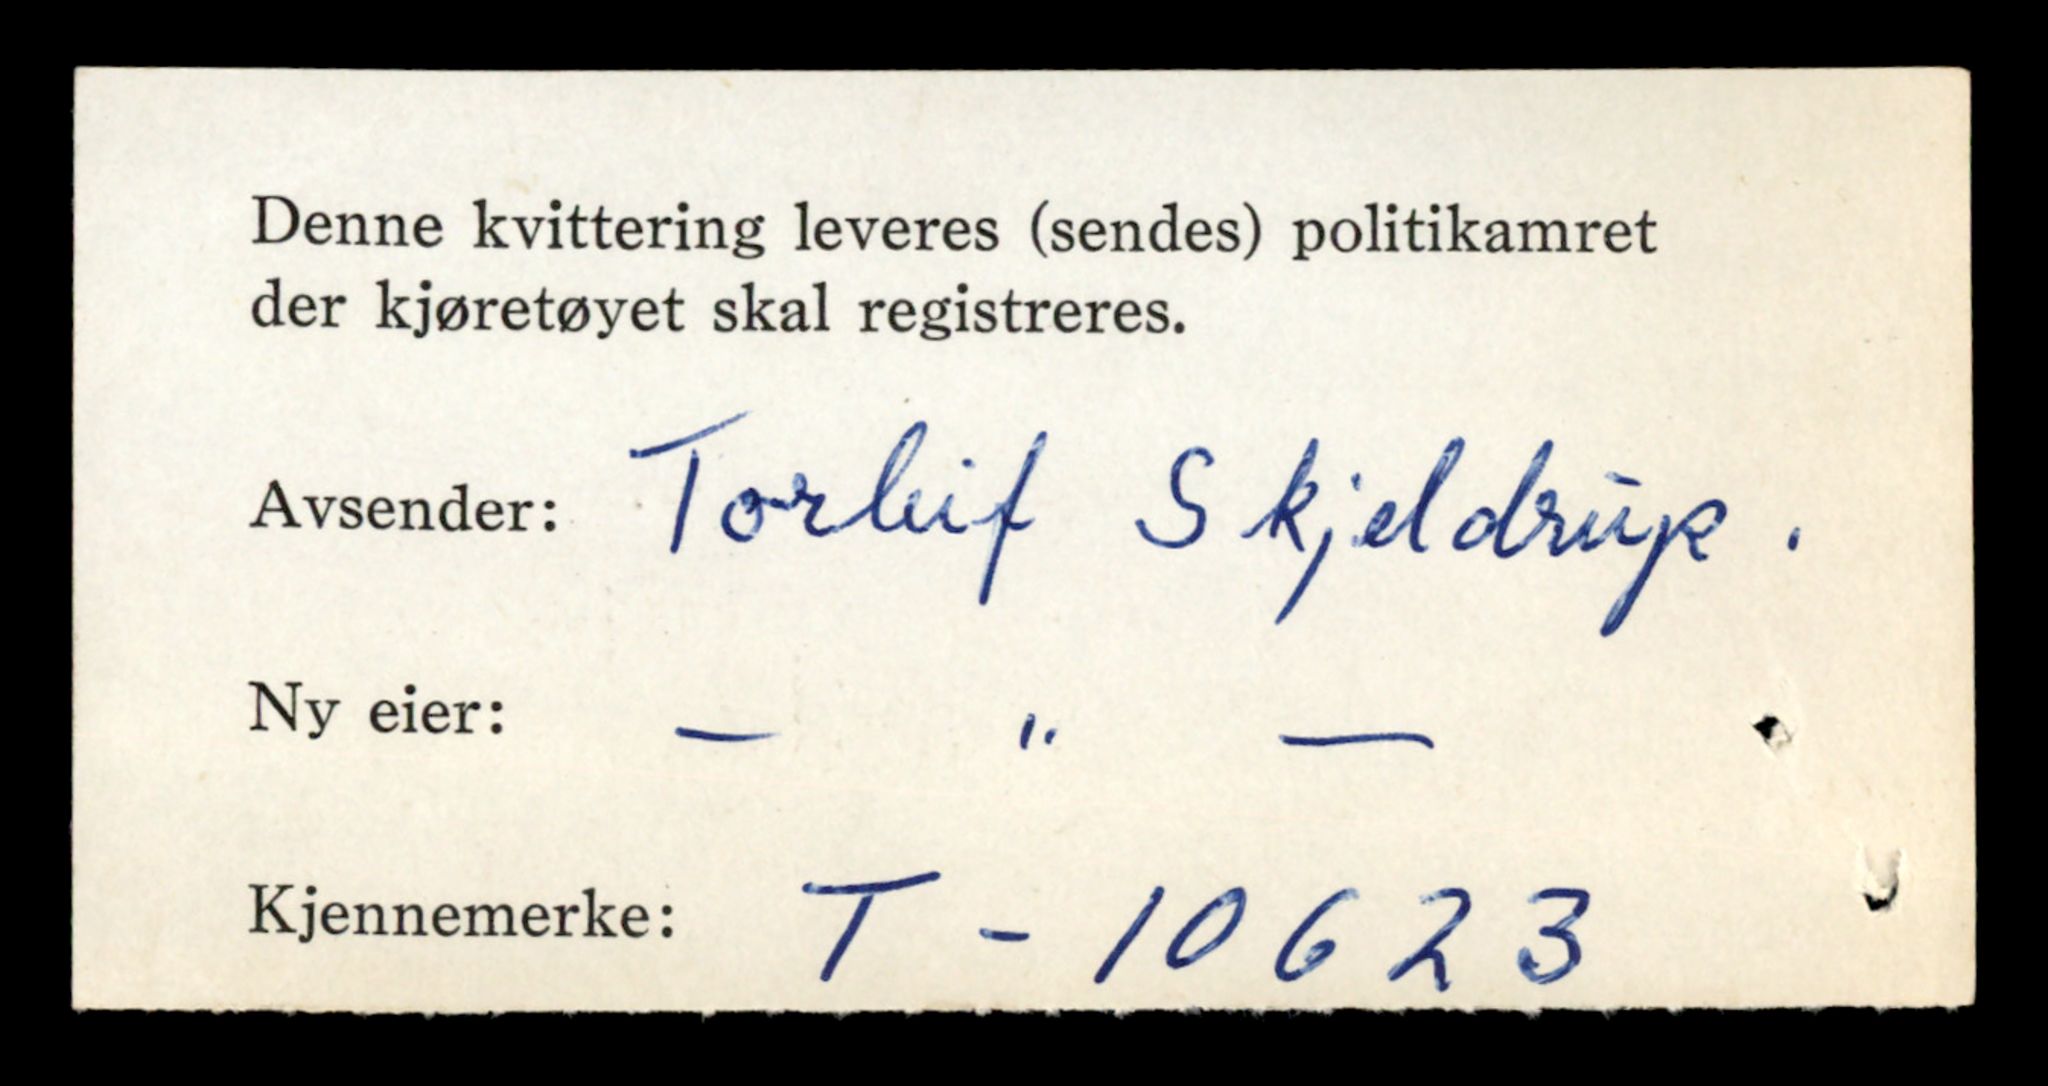 Denne kvittering leveres (sendes) politikamret
der kjøretøyet skal registreres.
Avsender: Torleif Skjeldrup.
Ny eier: — " —
Kjennemerke: T - 10623